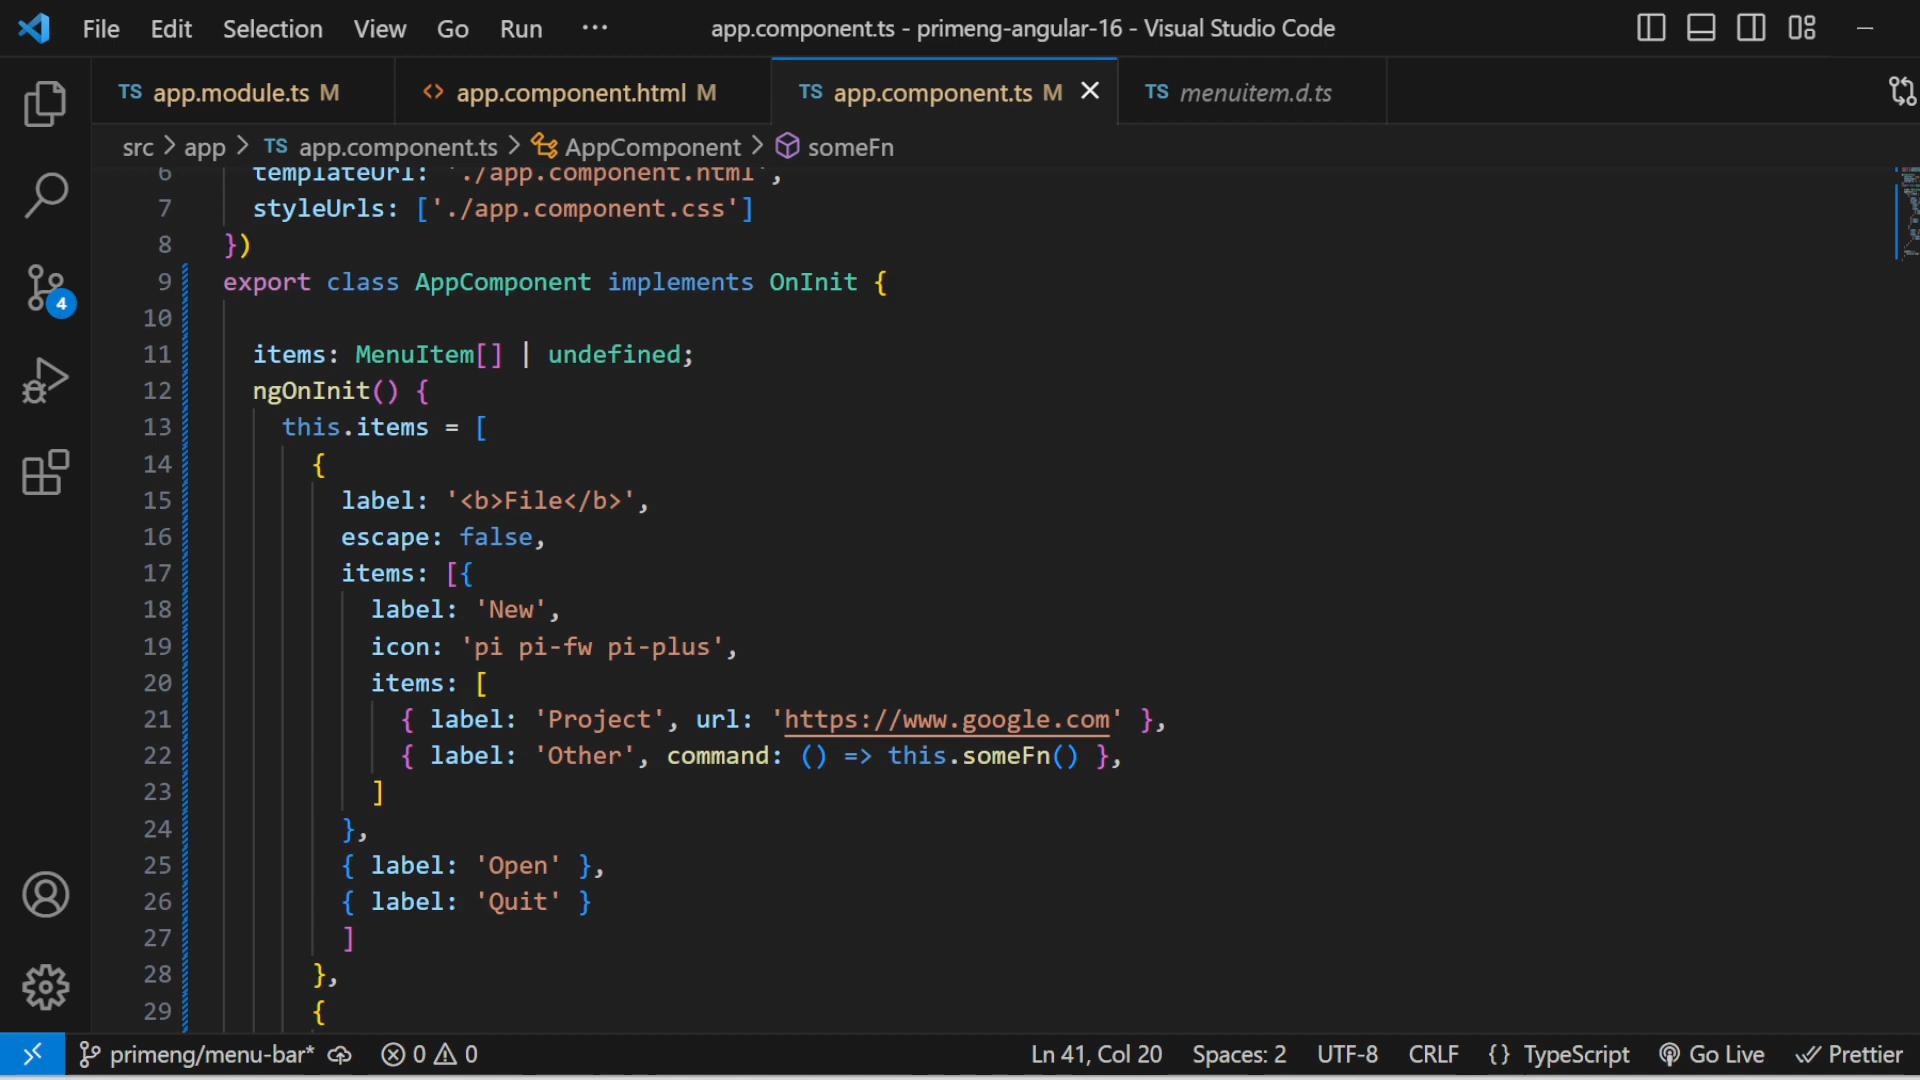 File Edit Selection View Go Run ··· app.component.ts - primeng-angular-16 - Visual Studio Code
TS app.module.ts M <> app.component.html M TS app.component.ts M TS menuitem.d.ts
src > app > TS app.component.ts > AppComponent > someFn
6 templateUrl: './app.component.html',
7 styleUrls: ['./app.component.css']
8 })
9 export class AppComponent implements OnInit {
10
11 items: MenuItem[] | undefined;
12 ngOnInit() {
13 this.items = [
14 {
15 label: '<b>File</b>',
16 escape: false,
17 items: [{
18 label: 'New',
19 icon: 'pi pi-fw pi-plus',
20 items: [
21 { label: 'Project', url: 'https://www.google.com' },
22 { label: 'Other', command: () => this.someFn() },
23 ]
24 },
25 { label: 'Open' },
26 { label: 'Quit' }
27 ]
28 },
29 {
4
primeng/menu-bar* 0 0 Ln 41, Col 20 Spaces: 2 UTF-8 CRLF {} TypeScript Go Live Prettier